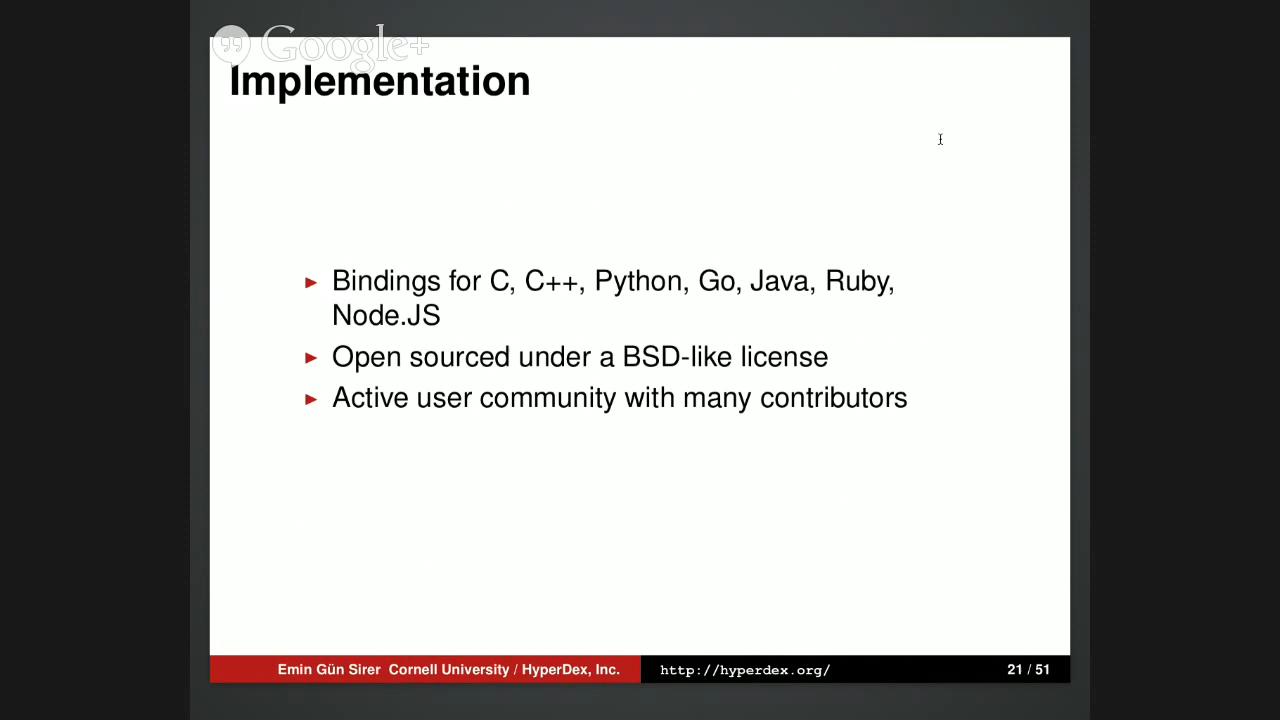 Google+
Implementation
Bindings for C, C++, Python, Go, Java, Ruby,
Node.JS
Open sourced under a BSD-like license
Active user community with many contributors
Emin Gün Sirer Cornell University / HyperDex, Inc.
http://hyperdex.org/
21 / 51